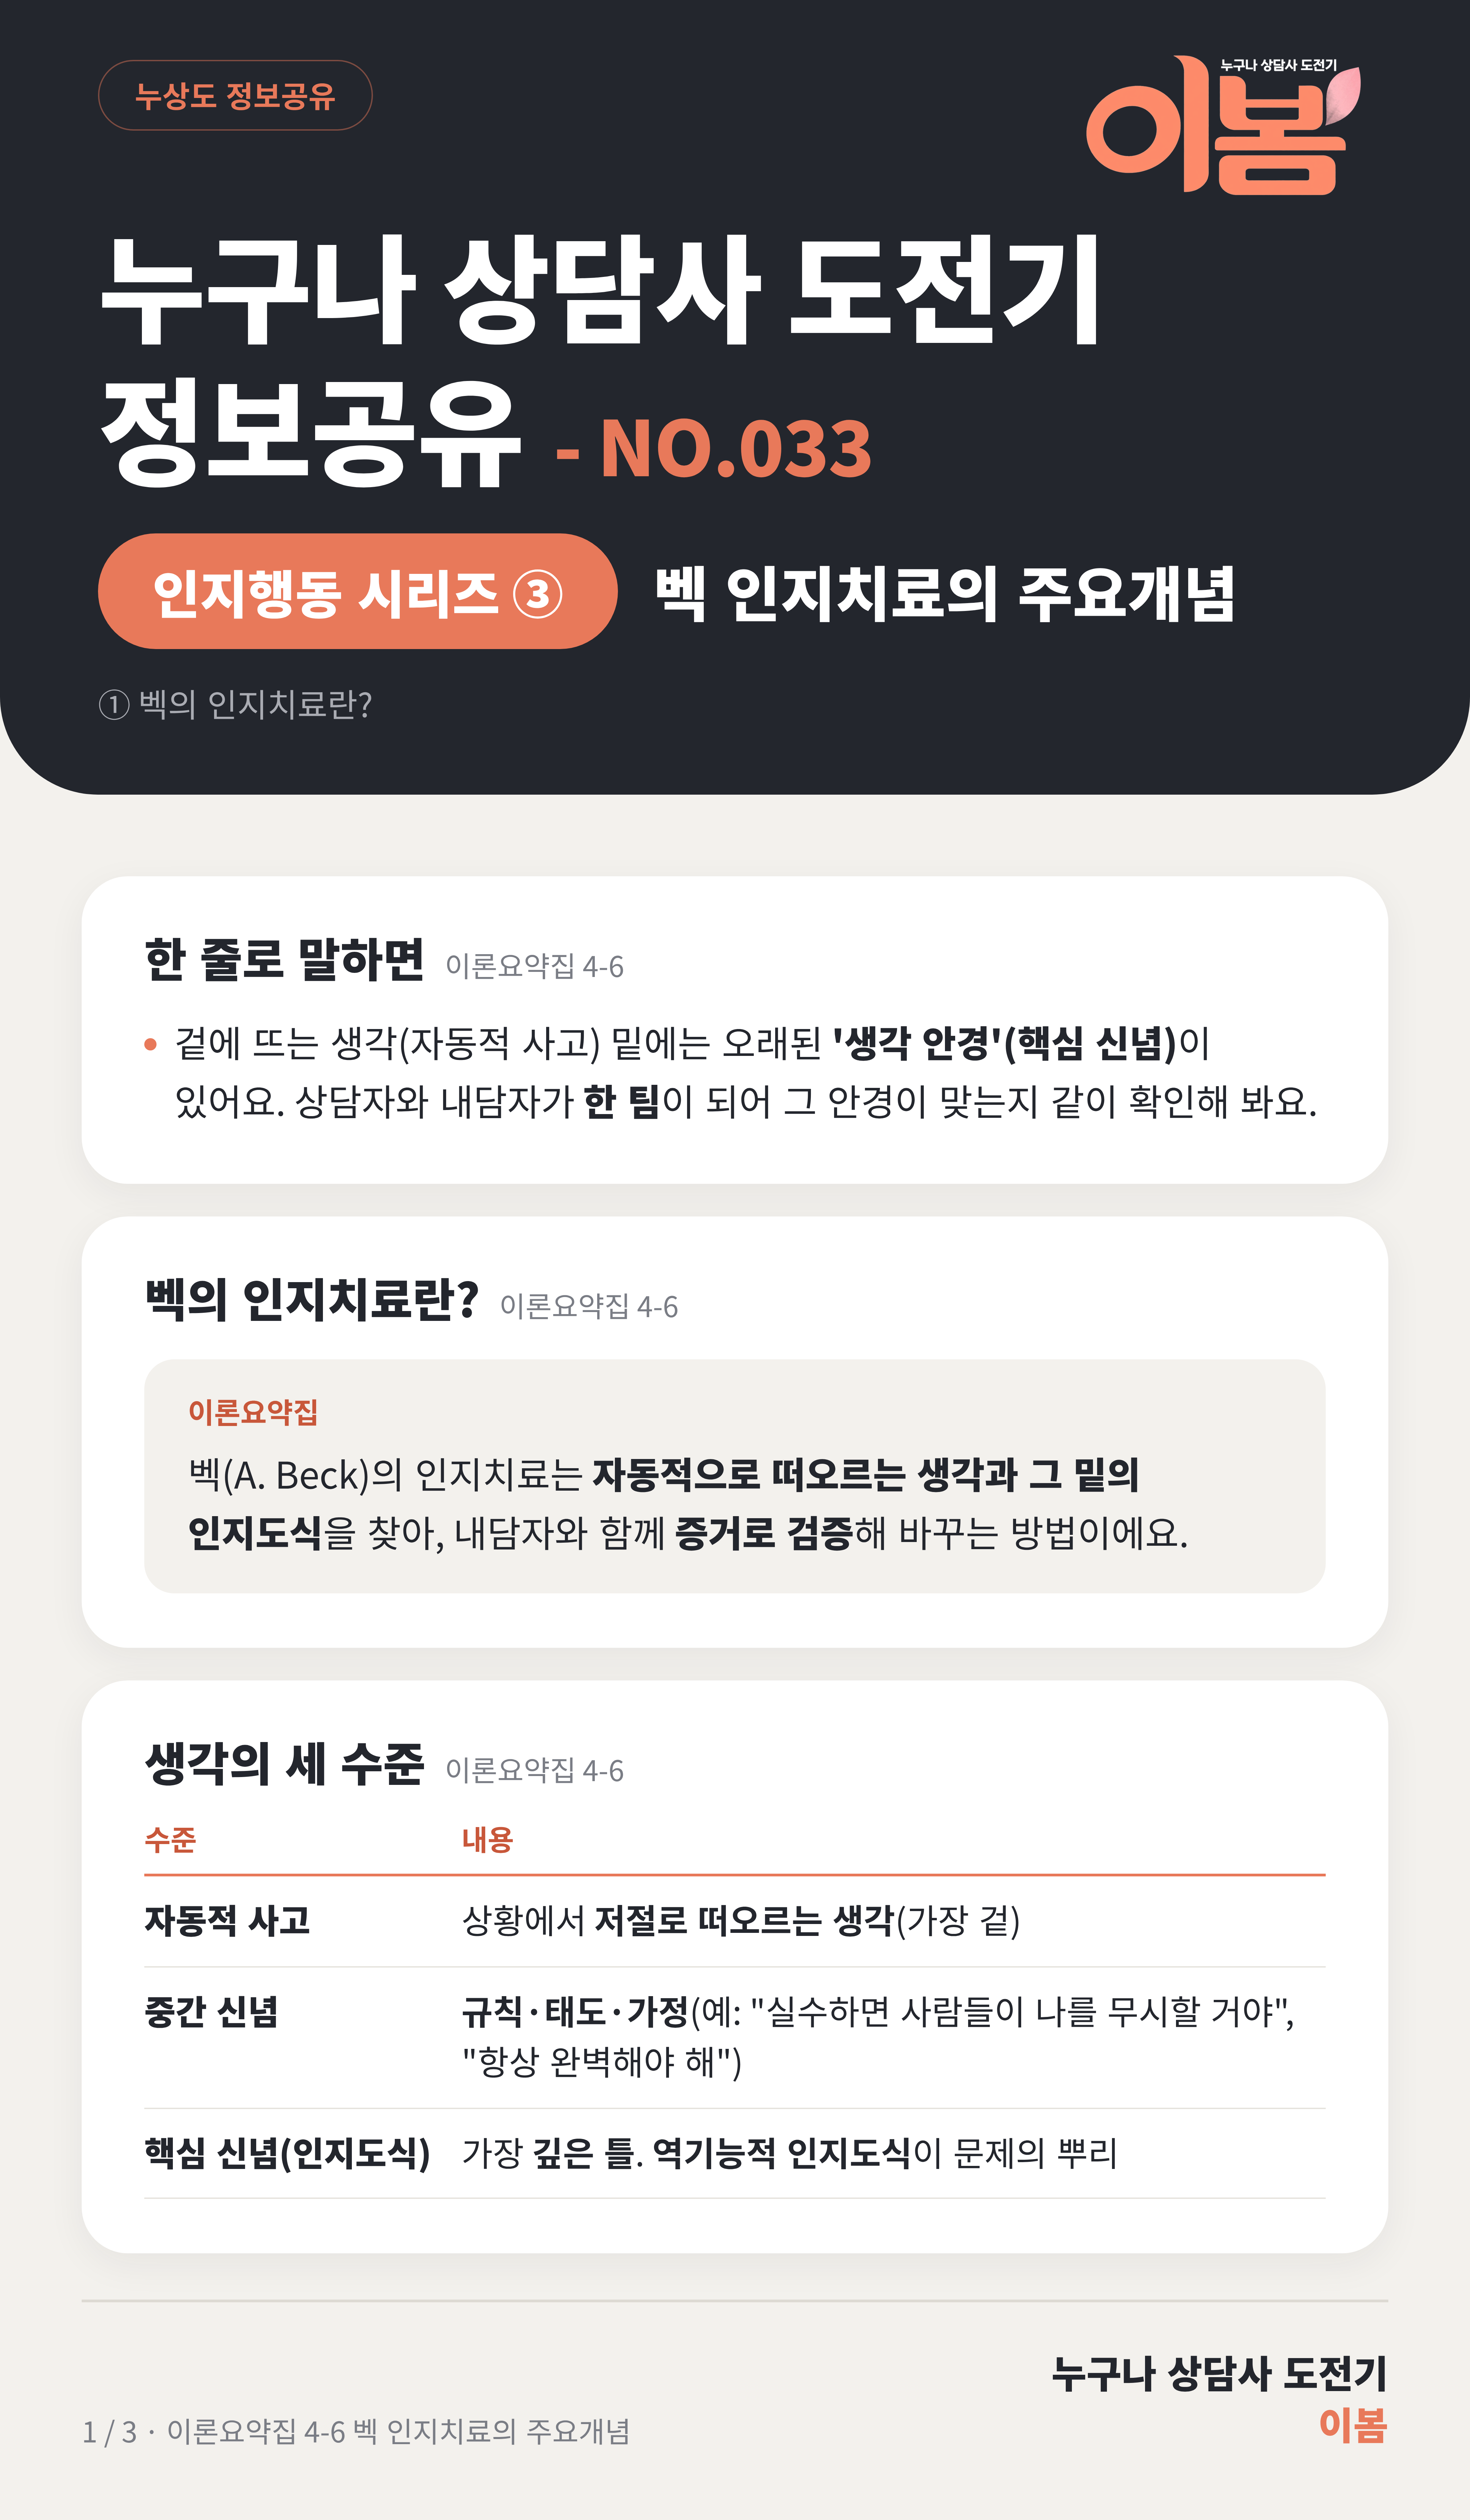 누상도 정보공유
누구나 상담사 도전기
이봄
누구나 상담사 도전기
정보공유 - NO.033
인지행동 시리즈 ③ 벡 인지치료의 주요개념
① 벡의 인지치료란?
한 줄로 말하면 이론요약집 4-6
• 겉에 뜨는 생각(자동적 사고) 밑에는 오래된 '생각 안경'(핵심 신념)이
있어요. 상담자와 내담자가 한 팀이 되어 그 안경이 맞는지 같이 확인해 봐요.
벡의 인지치료란? 이론요약집 4-6
이론요약집
벡(A. Beck)의 인지치료는 자동적으로 떠오르는 생각과 그 밑의
인지도식을 찾아, 내담자와 함께 증거로 검증해 바꾸는 방법이에요.
생각의 세 수준 이론요약집 4-6
수준 내용
자동적 사고 상황에서 저절로 떠오르는 생각(가장 겉)
중간 신념 규칙·태도·가정(예: "실수하면 사람들이 나를 무시할 거야",
"항상 완벽해야 해")
핵심 신념(인지도식) 가장 깊은 틀. 역기능적 인지도식이 문제의 뿌리
누구나 상담사 도전기
1 / 3 · 이론요약집 4-6 벡 인지치료의 주요개념
이봄